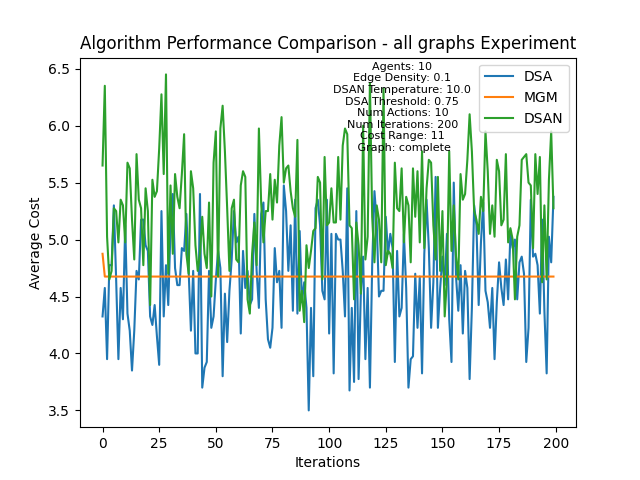 Algorithm Performance Comparison - all graphs Experiment
Agents: 10
Edge Density: 0.1
DSAN Temperature: 10.0
DSA Threshold: 0.75
Num Actions: 10
Num Iterations: 200
Cost Range: 11
Graph: complete
DSA
MGM
DSAN
Average Cost
6.5
6.0
5.5
5.0
4.5
4.0
3.5
0 25 50 75 100 125 150 175 200
Iterations